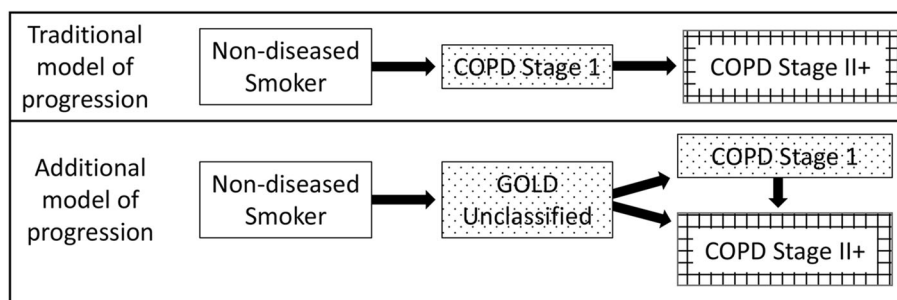 Traditional
model of
progression
Non-diseased
Smoker
COPD Stage 1
COPD Stage II+
Additional
model of
progression
Non-diseased
Smoker
GOLD
Unclassified
COPD Stage 1
COPD Stage II+